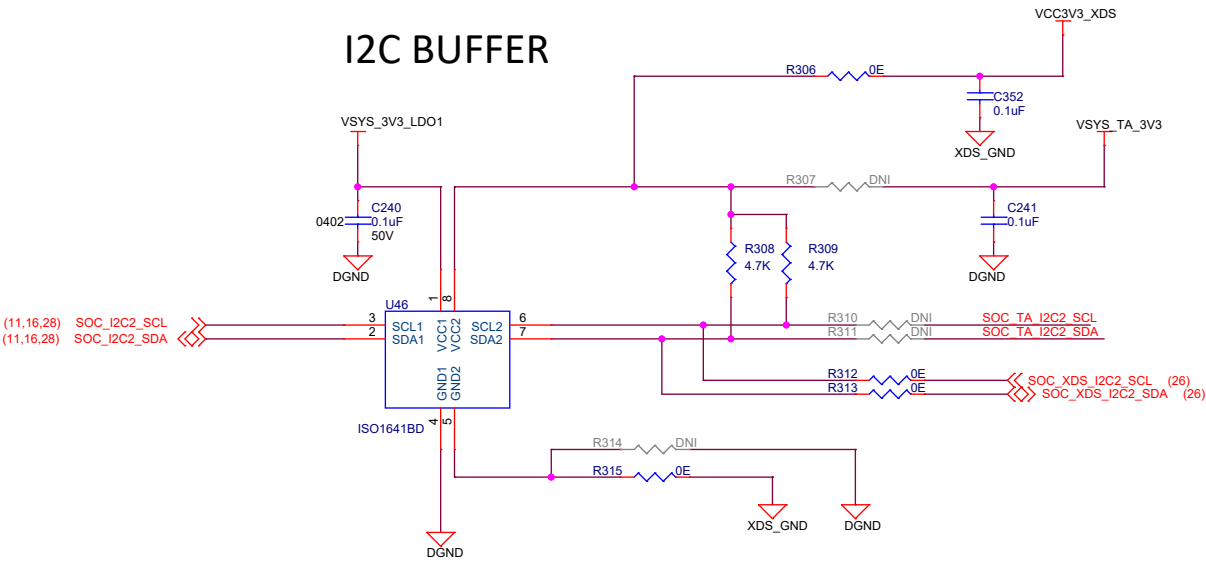 VCC3V3_XDS
I2C BUFFER
R306 0E
C352
0.1uF
VSYS_3V3_LDO1
VSYS_TA_3V3
XDS_GND
R307 DNI
C240
0402 0.1uF
50V
C241
0.1uF
R308 R309
4.7K 4.7K
DGND DGND
1 8
U46
(11,16,28) SOC_I2C2_SCL 3 SCL1 VCC1 VCC2 SCL2 6 R310 DNI SOC_TA_I2C2_SCL
(11,16,28) SOC_I2C2_SDA 2 SDA1 SDA2 7 R311 DNI SOC_TA_I2C2_SDA
GND1 GND2
R312 0E SOC_XDS_I2C2_SCL (26)
R313 0E SOC_XDS_I2C2_SDA (26)
4 5
ISO1641BD
R314 DNI
R315 0E
XDS_GND DGND
DGND